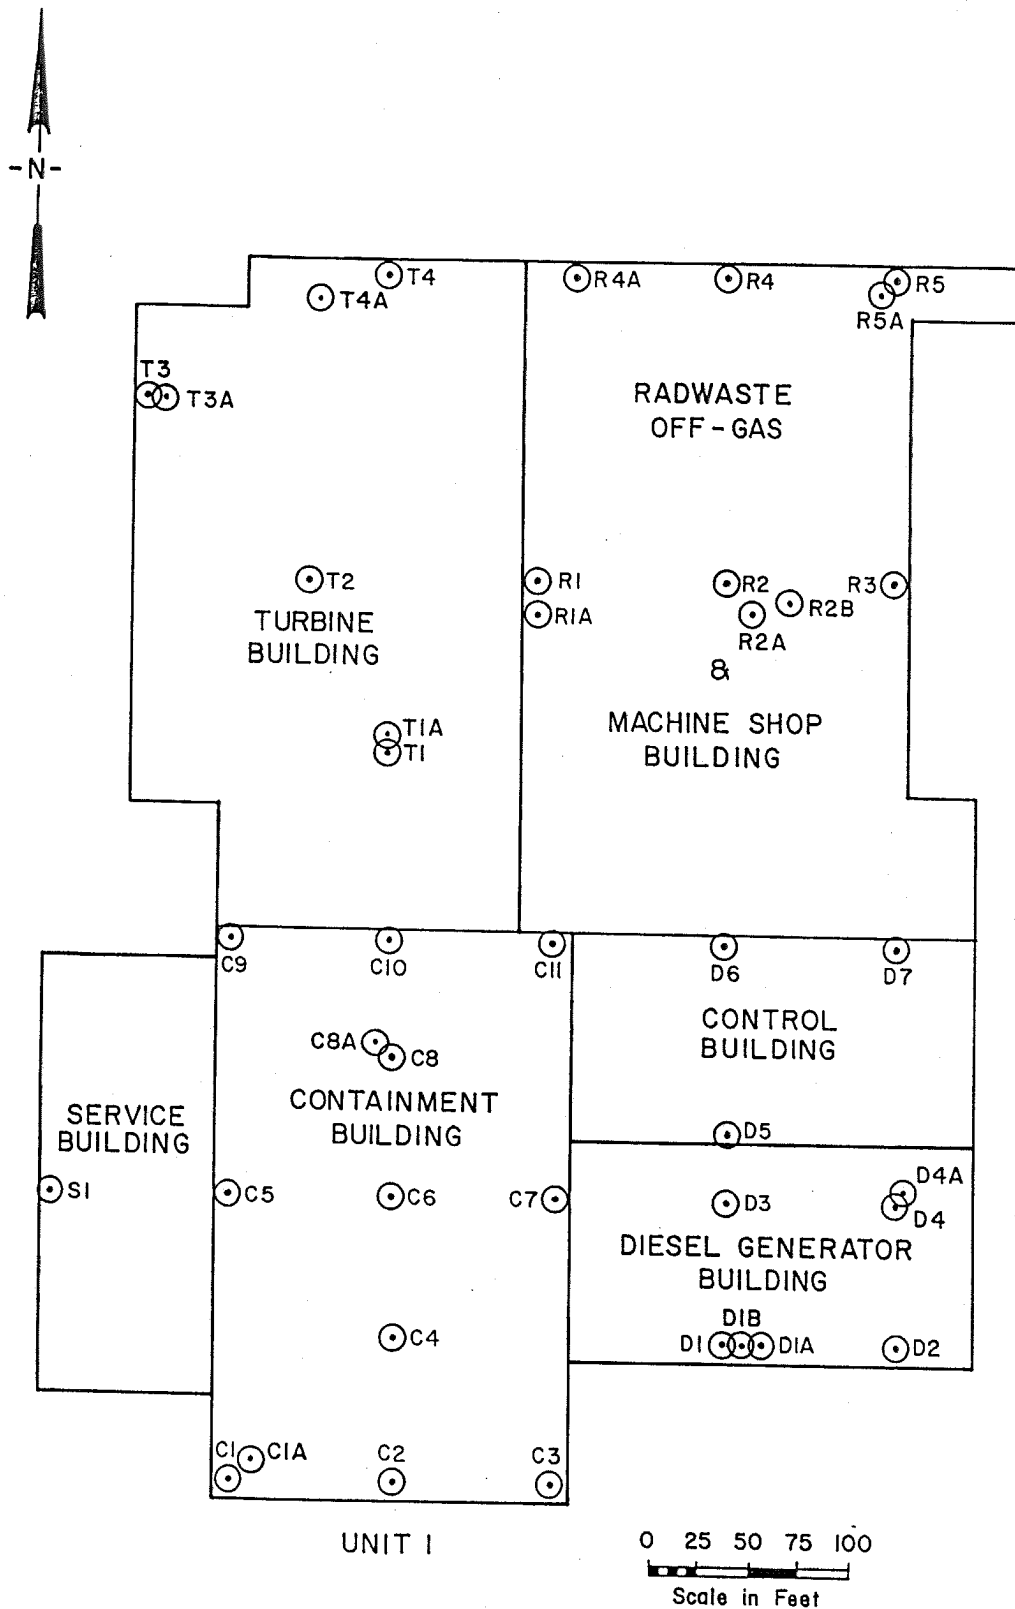 -N-
T4
R4A
R4
R5
T4A
R5A
T3
T3A
RADWASTE
OFF-GAS
T2
R1
R2
R3
R1A
R2B
R2A
TURBINE
BUILDING
&
MACHINE SHOP
BUILDING
T1A
T1
C9
C10
C11
D6
D7
C8A
C8
CONTROL
BUILDING
CONTAINMENT
BUILDING
SERVICE
BUILDING
D5
S1
C5
C6
C7
D3
D4A
D4
DIESEL GENERATOR
BUILDING
D1B
C4
D1
D1A
D2
C1
C1A
C2
C3
UNIT 1
0 25 50 75 100
Scale in Feet